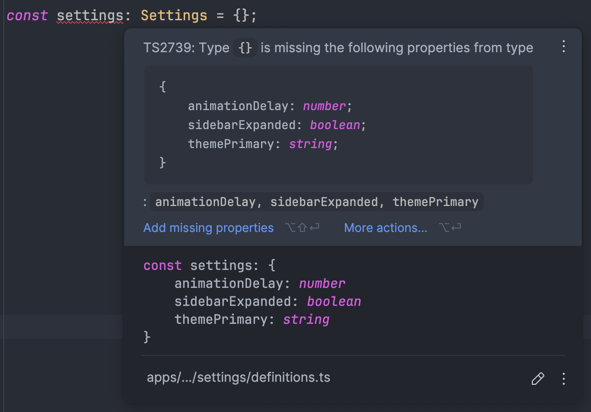 const settings: Settings = {};
TS2739: Type {} is missing the following properties from type
{
    animationDelay: number;
    sidebarExpanded: boolean;
    themePrimary: string;
}
: animationDelay, sidebarExpanded, themePrimary
Add missing properties ⌥⇧⏎ More actions... ⌥⏎
const settings: {
    animationDelay: number
    sidebarExpanded: boolean
    themePrimary: string
}
apps/.../settings/definitions.ts